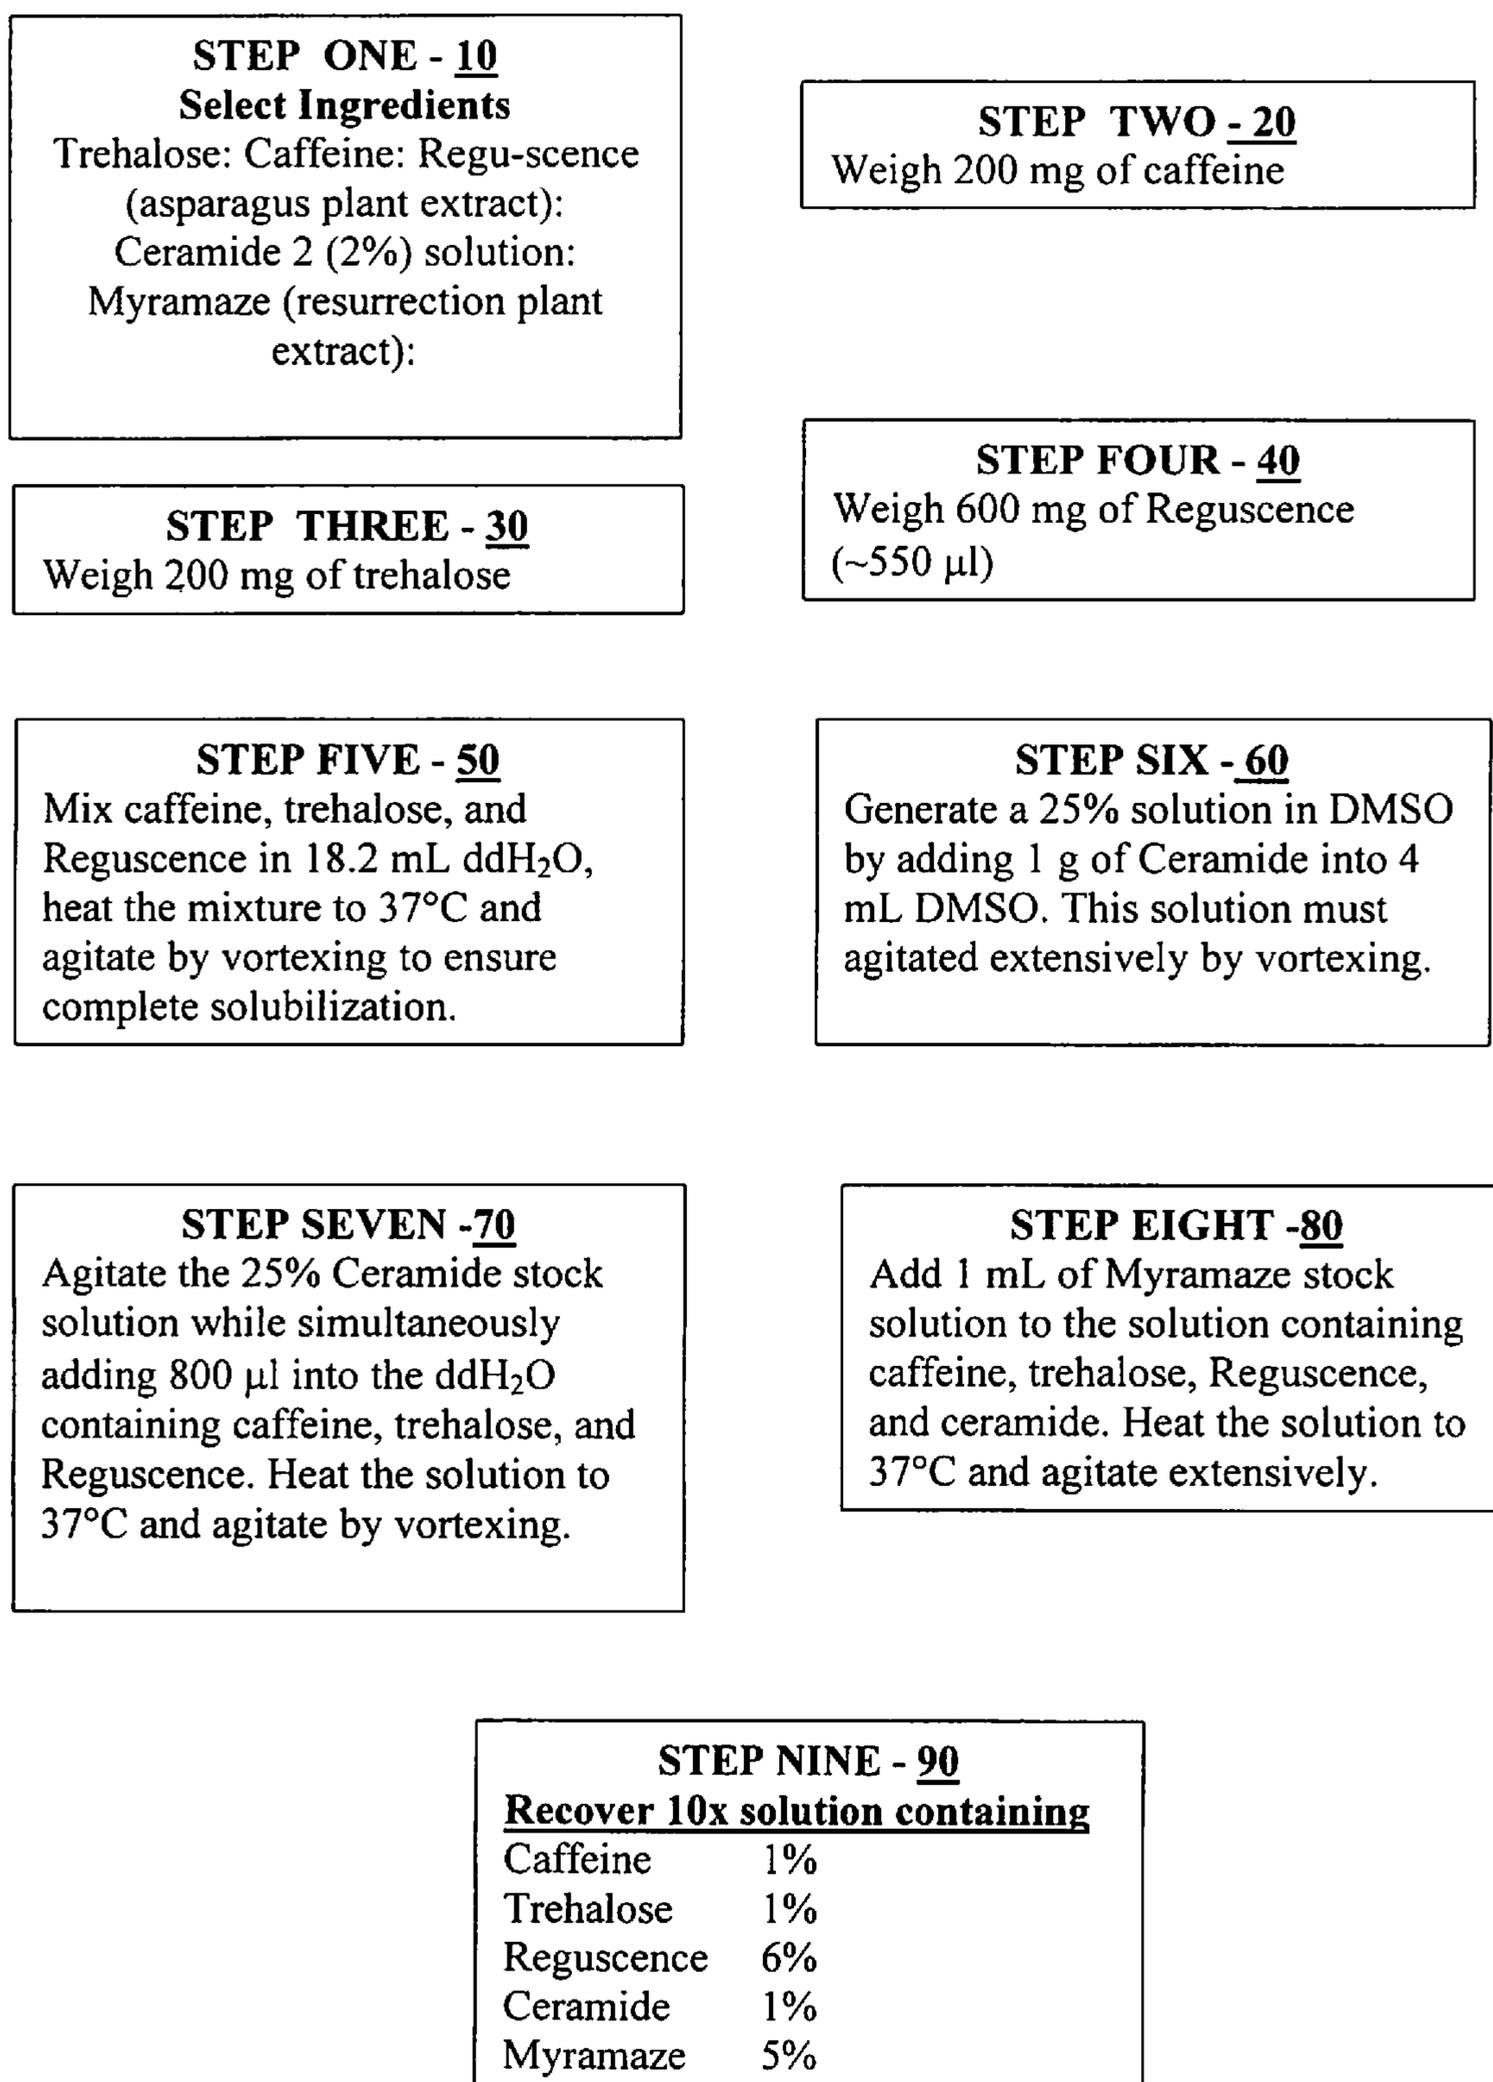 STEP ONE - 10
Select Ingredients
Trehalose: Caffeine: Regu-scence
(asparagus plant extract):
Ceramide 2 (2%) solution:
Myramaze (resurrection plant
extract):
STEP TWO - 20
Weigh 200 mg of caffeine
STEP THREE - 30
Weigh 200 mg of trehalose
STEP FOUR - 40
Weigh 600 mg of Reguscence
(~550 µl)
STEP FIVE - 50
Mix caffeine, trehalose, and
Reguscence in 18.2 mL ddH₂O,
heat the mixture to 37°C and
agitate by vortexing to ensure
complete solubilization.
STEP SIX - 60
Generate a 25% solution in DMSO
by adding 1 g of Ceramide into 4
mL DMSO. This solution must
agitated extensively by vortexing.
STEP SEVEN -70
Agitate the 25% Ceramide stock
solution while simultaneously
adding 800 µl into the ddH₂O
containing caffeine, trehalose, and
Reguscence. Heat the solution to
37°C and agitate by vortexing.
STEP EIGHT -80
Add 1 mL of Myramaze stock
solution to the solution containing
caffeine, trehalose, Reguscence,
and ceramide. Heat the solution to
37°C and agitate extensively.
STEP NINE - 90
Recover 10x solution containing
Caffeine 1%
Trehalose 1%
Reguscence 6%
Ceramide 1%
Myramaze 5%